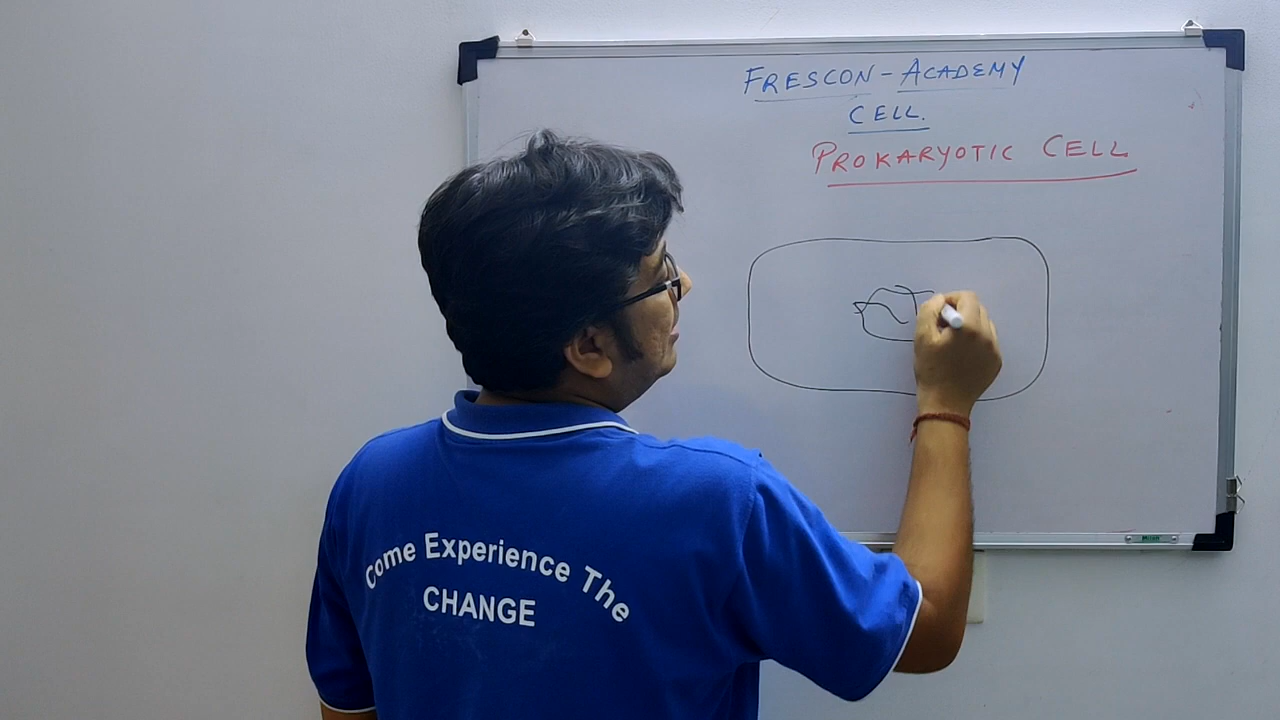 FRESCON-ACADEMY
CELL.
PROKARYOTIC CELL
Come Experience The
CHANGE